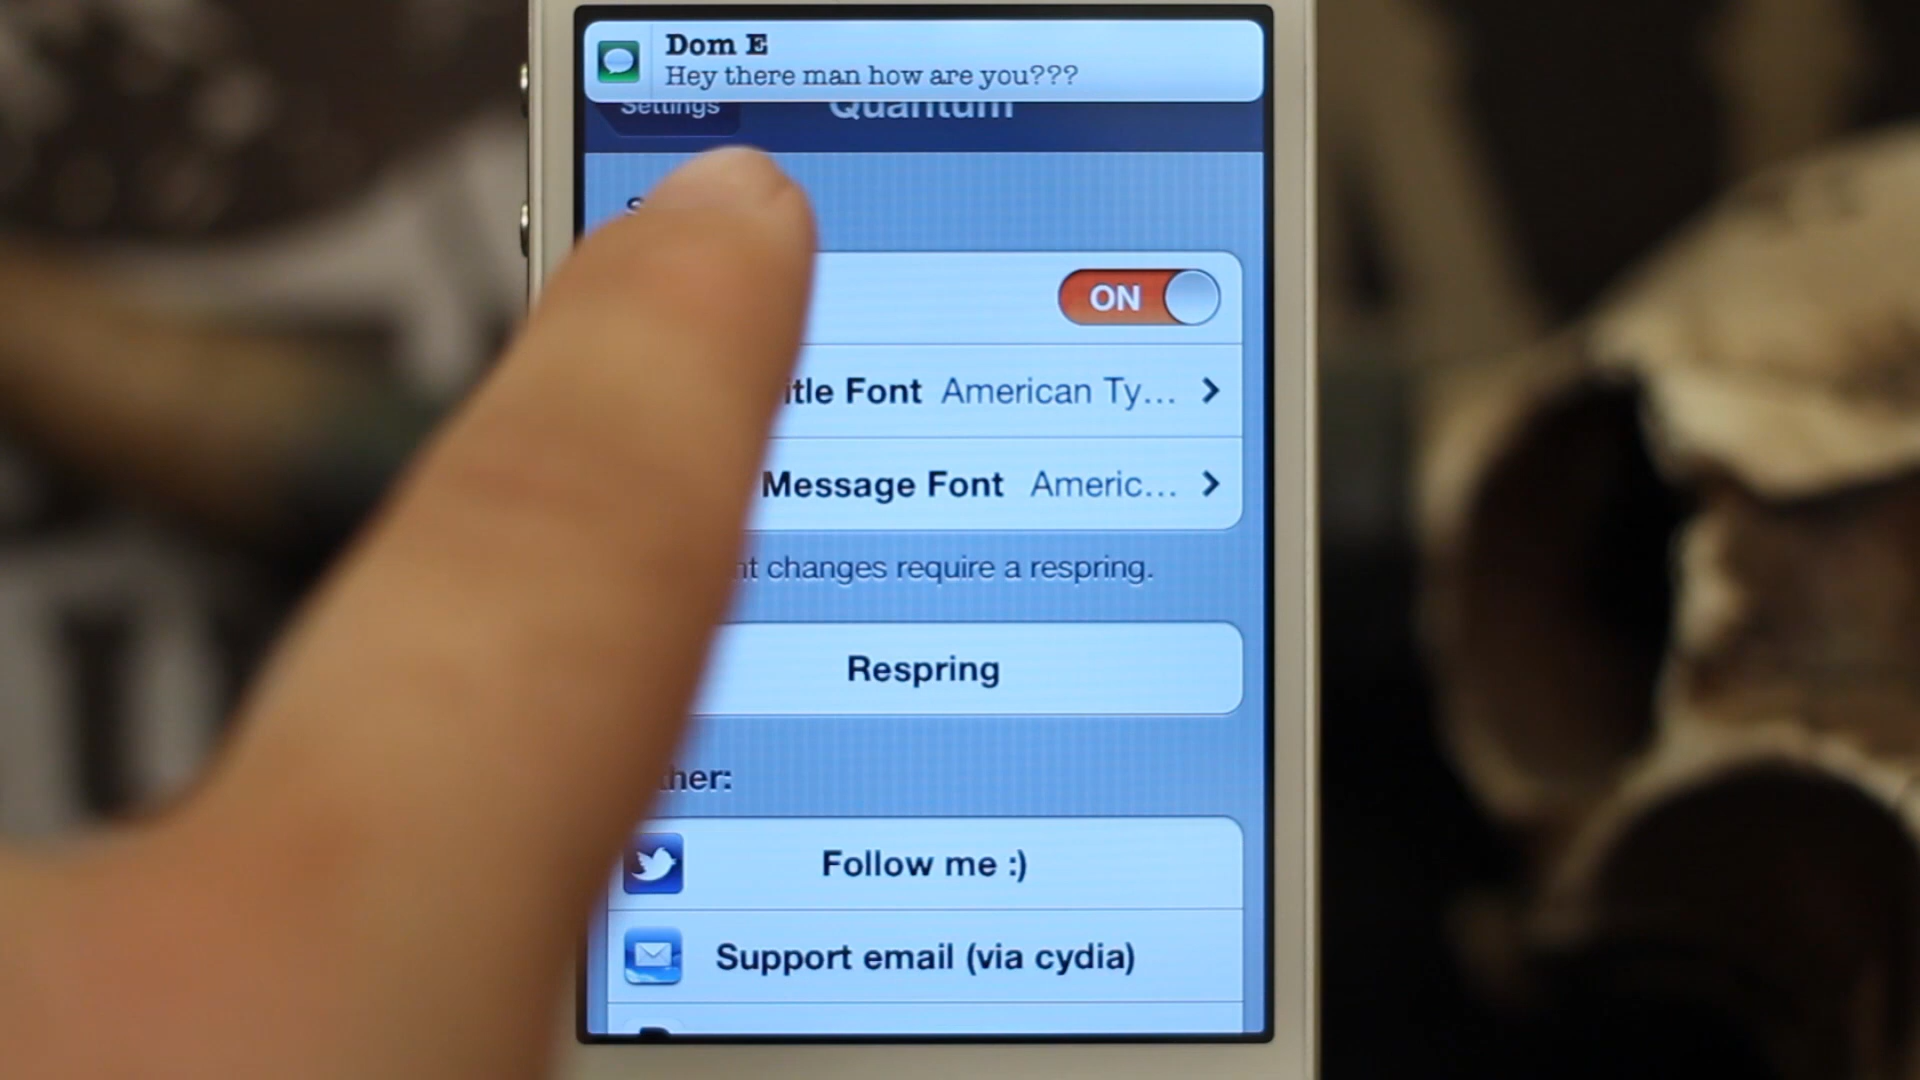 Dom E
Hey there man how are you???
Settings
Quantum
ON
itle Font American Ty...
Message Font Americ...
nt changes require a respring.
Respring
ther:
Follow me :)
Support email (via cydia)